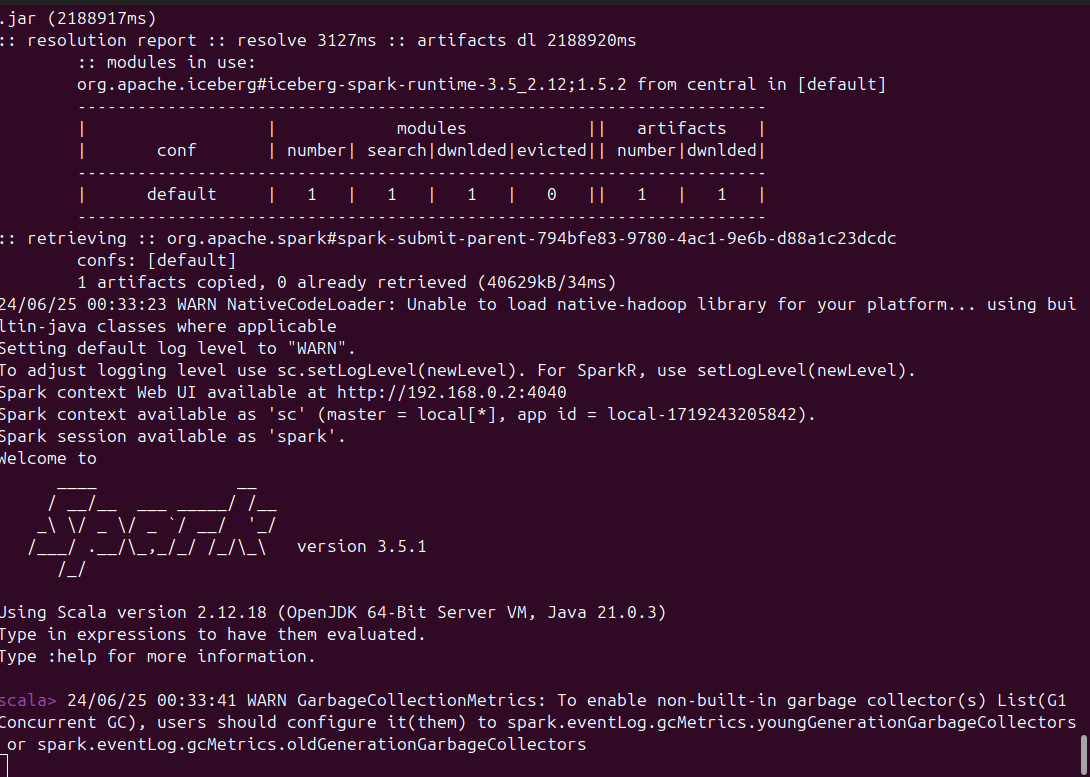 .jar (2188917ms)
:: resolution report :: resolve 3127ms :: artifacts dl 2188920ms
        :: modules in use:
        org.apache.iceberg#iceberg-spark-runtime-3.5_2.12;1.5.2 from central in [default]
        ---------------------------------------------------------------------
        |                  |            modules            ||   artifacts   |
        |       conf       | number| search|dwnlded|evicted|| number|dwnlded|
        ---------------------------------------------------------------------
        |      default     |   1   |   1   |   1   |   0   ||   1   |   1   |
        ---------------------------------------------------------------------
:: retrieving :: org.apache.spark#spark-submit-parent-794bfe83-9780-4ac1-9e6b-d88a1c23dcdc
        confs: [default]
        1 artifacts copied, 0 already retrieved (40629kB/34ms)
24/06/25 00:33:23 WARN NativeCodeLoader: Unable to load native-hadoop library for your platform... using bui
ltin-java classes where applicable
Setting default log level to "WARN".
To adjust logging level use sc.setLogLevel(newLevel). For SparkR, use setLogLevel(newLevel).
Spark context Web UI available at http://192.168.0.2:4040
Spark context available as 'sc' (master = local[*], app id = local-1719243205842).
Spark session available as 'spark'.
Welcome to
      ____              __
     / __/__  ___ _____/ /__
    _\ \/ _ \/ _ `/ __/  '_/
   /___/ .__/\_,_/_/ /_/\_\   version 3.5.1
      /_/

Using Scala version 2.12.18 (OpenJDK 64-Bit Server VM, Java 21.0.3)
Type in expressions to have them evaluated.
Type :help for more information.

scala> 24/06/25 00:33:41 WARN GarbageCollectionMetrics: To enable non-built-in garbage collector(s) List(G1
Concurrent GC), users should configure it(them) to spark.eventLog.gcMetrics.youngGenerationGarbageCollectors
 or spark.eventLog.gcMetrics.oldGenerationGarbageCollectors